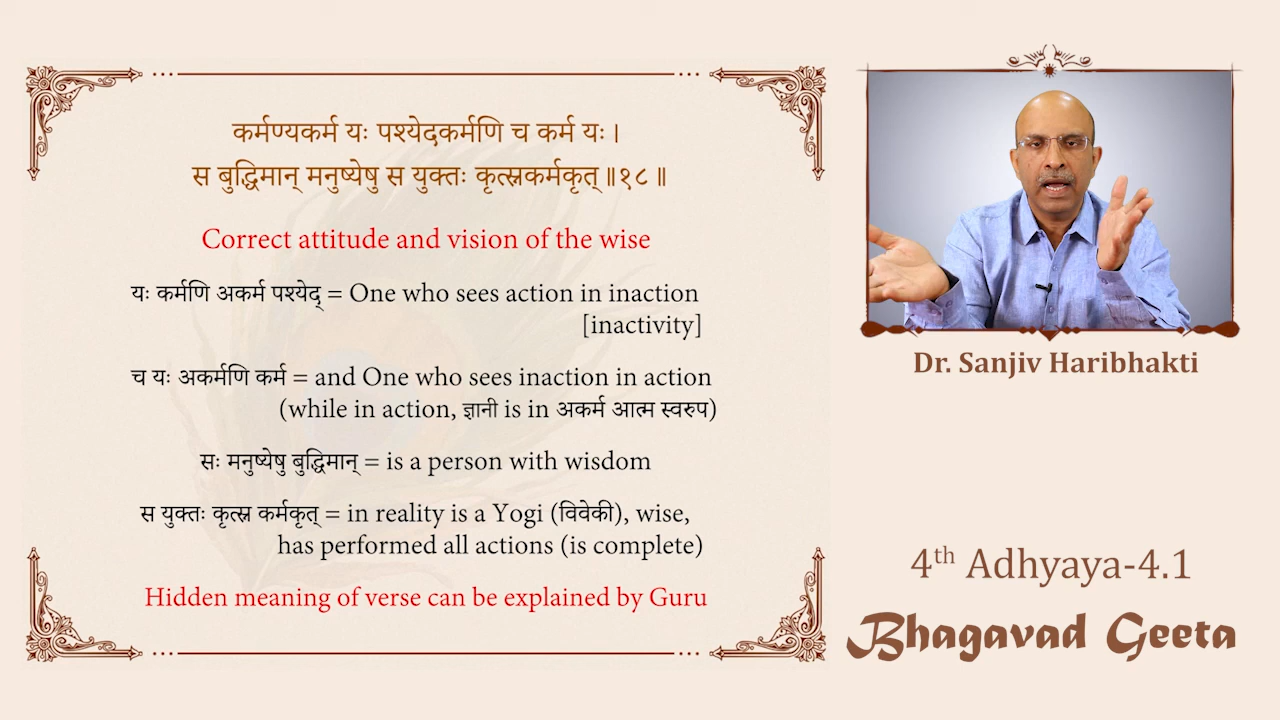 कर्मण्यकर्म यः पश्येदकर्मणि च कर्म यः ।
स बुद्धिमान् मनुष्येषु स युक्तः कृत्स्नकर्मकृत् ॥१८॥
Correct attitude and vision of the wise
यः कर्मणि अकर्म पश्येद् = One who sees action in inaction
[inactivity]
च यः अकर्मणि कर्म = and One who sees inaction in action
(while in action, ज्ञानी is in अकर्म आत्म स्वरुप)
सः मनुष्येषु बुद्धिमान् = is a person with wisdom
स युक्तः कृत्स्न कर्मकृत् = in reality is a Yogi (विवेकी), wise,
has performed all actions (is complete)
Hidden meaning of verse can be explained by Guru
Dr. Sanjiv Haribhakti
4th Adhyaya-4.1
Bhagavad Geeta